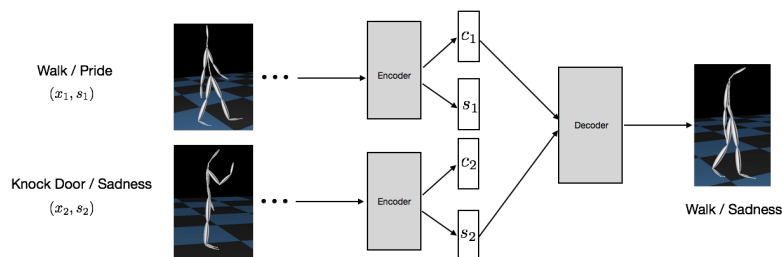 Walk / Pride
(x₁, s₁)
Encoder
c₁
s₁
Decoder
Knock Door / Sadness
(x₂, s₂)
Encoder
c₂
s₂
Walk / Sadness